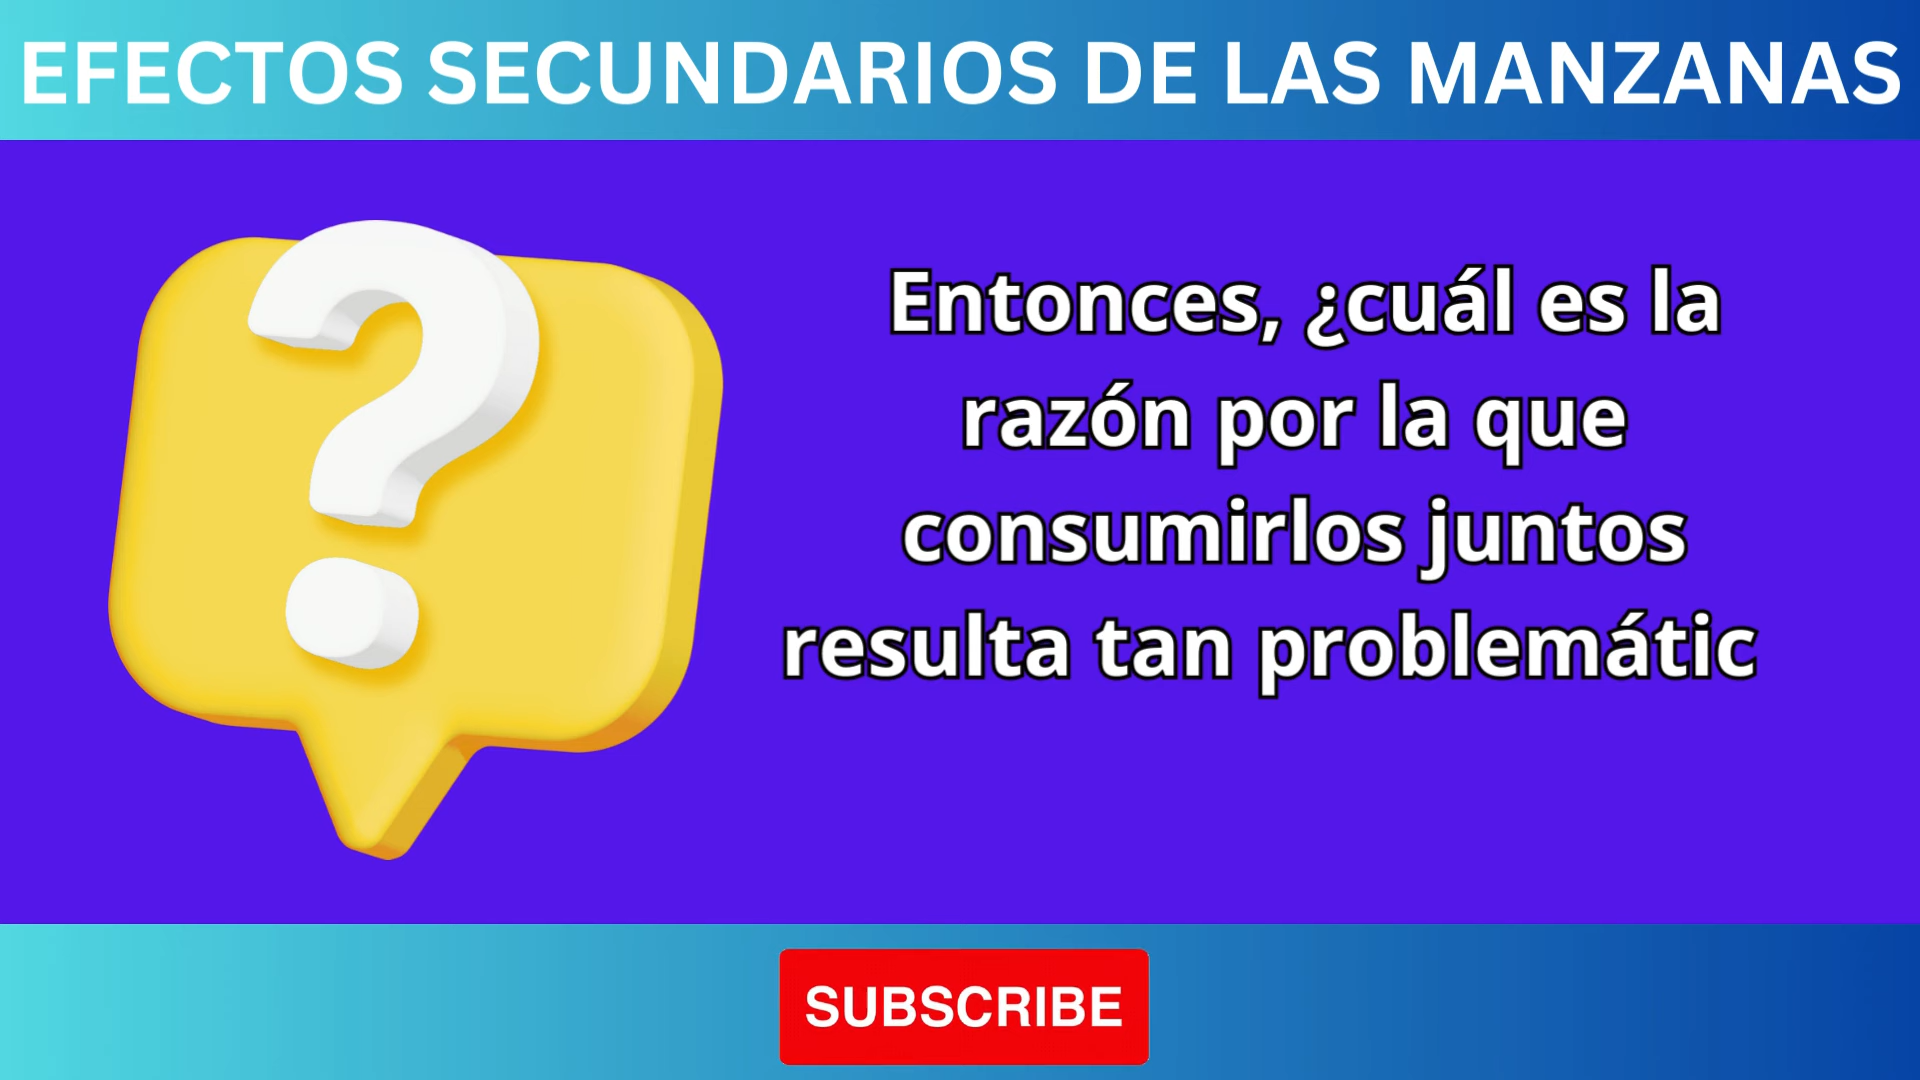 EFECTOS SECUNDARIOS DE LAS MANZANAS
Entonces, ¿cuál es la
razón por la que
consumirlos juntos
resulta tan problemátic
SUBSCRIBE